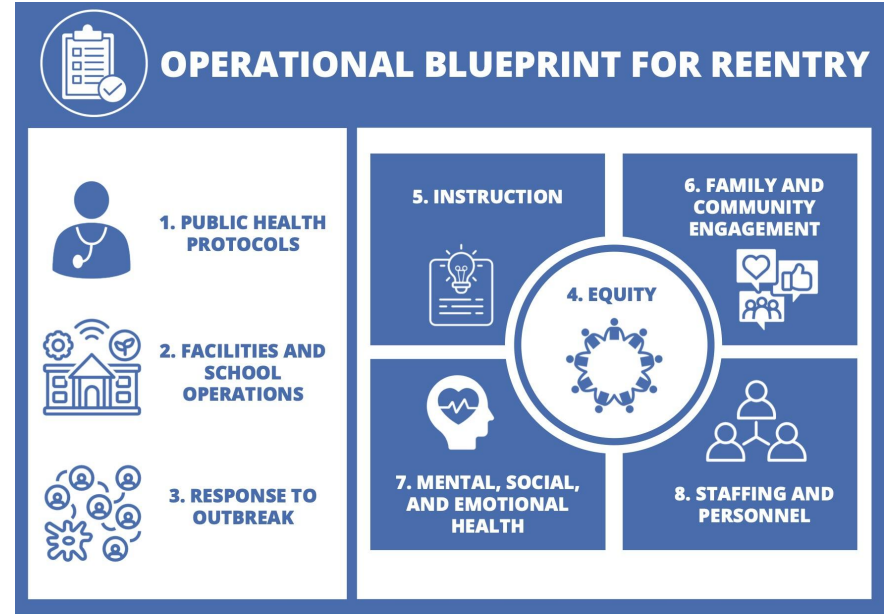 OPERATIONAL BLUEPRINT FOR REENTRY
1. PUBLIC HEALTH
PROTOCOLS
2. FACILITIES AND
SCHOOL
OPERATIONS
3. RESPONSE TO
OUTBREAK
4. EQUITY
5. INSTRUCTION
6. FAMILY AND
COMMUNITY
ENGAGEMENT
7. MENTAL, SOCIAL,
AND EMOTIONAL
HEALTH
8. STAFFING AND
PERSONNEL